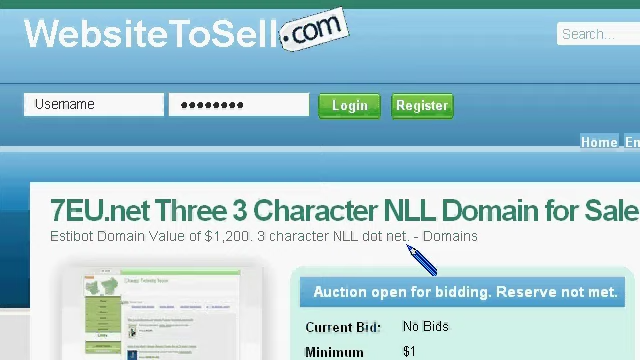 WebsiteToSell.com
Search...
Username
Login
Register
Home
7EU.net Three 3 Character NLL Domain for Sale
Estibot Domain Value of $1,200. 3 character NLL dot net. - Domains
Auction open for bidding. Reserve not met.
Current Bid: No Bids
Minimum $1